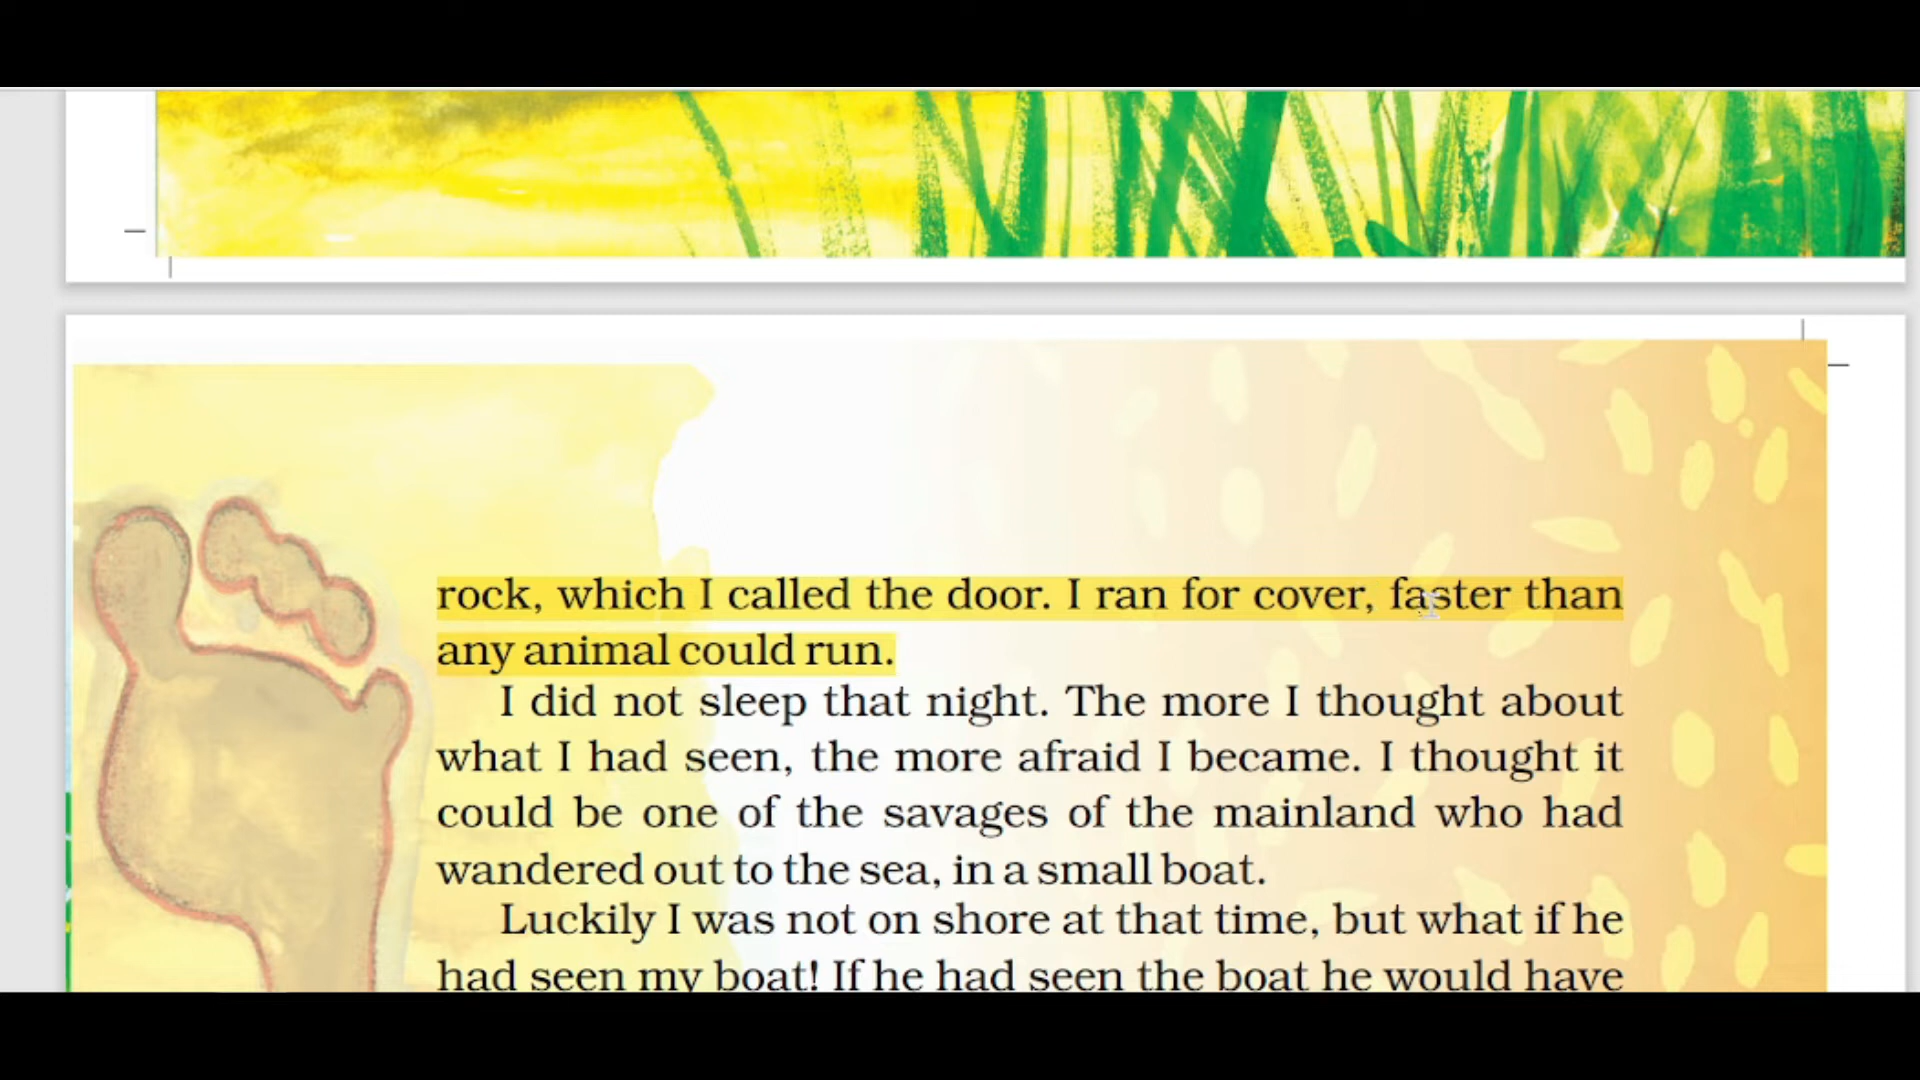 rock, which I called the door. I ran for cover, faster than
any animal could run.
I did not sleep that night. The more I thought about
what I had seen, the more afraid I became. I thought it
could be one of the savages of the mainland who had
wandered out to the sea, in a small boat.
Luckily I was not on shore at that time, but what if he
had seen my boat! If he had seen the boat he would have